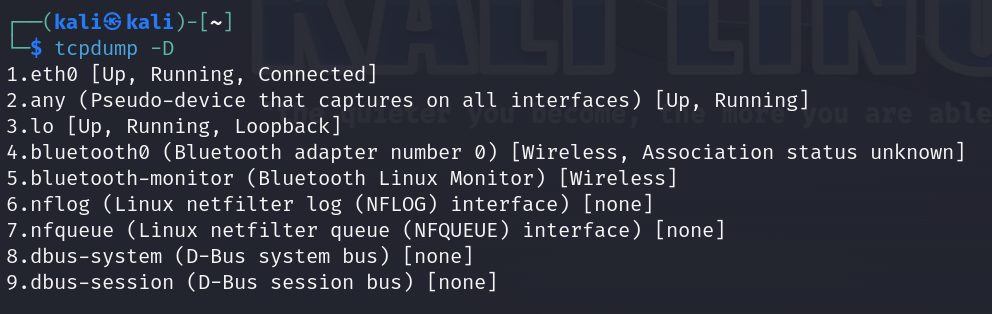 KALI LINU
┌──(kali㉿kali)-[~]
└─$ tcpdump -D
1.eth0 [Up, Running, Connected]
2.any (Pseudo-device that captures on all interfaces) [Up, Running]
quieter you become, the more you are able
3.lo [Up, Running, Loopback]
4.bluetooth0 (Bluetooth adapter number 0) [Wireless, Association status unknown]
5.bluetooth-monitor (Bluetooth Linux Monitor) [Wireless]
6.nflog (Linux netfilter log (NFLOG) interface) [none]
7.nfqueue (Linux netfilter queue (NFQUEUE) interface) [none]
8.dbus-system (D-Bus system bus) [none]
9.dbus-session (D-Bus session bus) [none]